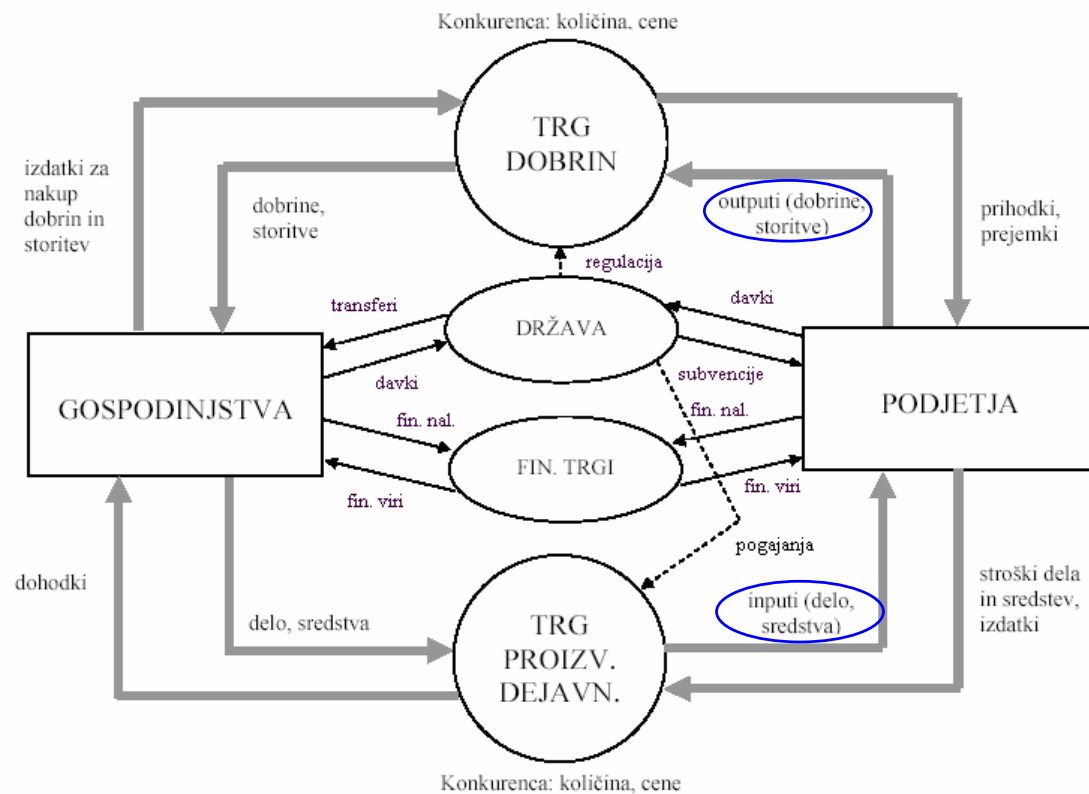 Konkurenca: količina, cene
TRG
DOBRIN
izdatki za
nakup
dobrin in
storitev
dobrine,
storitve
outputi (dobrine,
storitve)
prihodki,
prejemki
regulacija
transferi
davki
DRŽAVA
davki
subvencije
GOSPODINJSTVA
PODJETJA
fin. nal.
fin. nal.
FIN. TRGI
fin. viri
fin. viri
pogajanja
dohodki
delo, sredstva
inputi (delo,
sredstva)
stroški dela
in sredstev,
izdatki
TRG
PROIZV.
DEJAVN.
Konkurenca: količina, cene